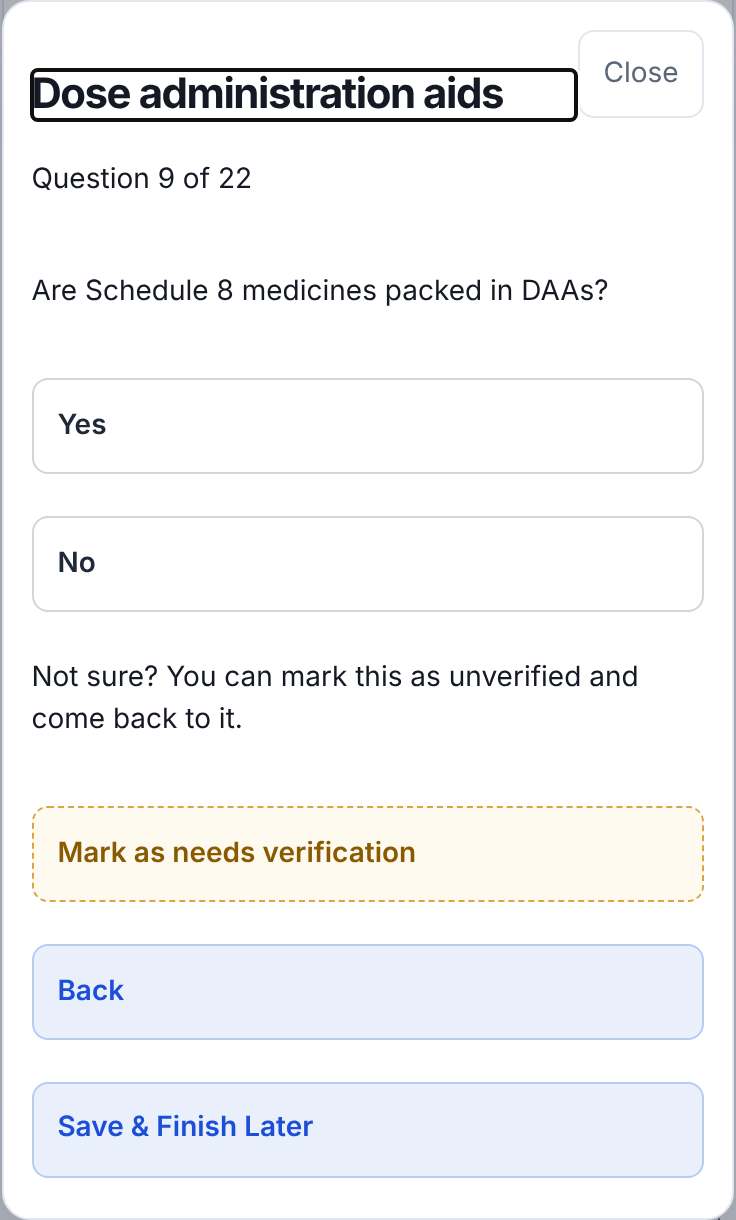 Dose administration aids
Close
Question 9 of 22
Are Schedule 8 medicines packed in DAAs?
Yes
No
Not sure? You can mark this as unverified and
come back to it.
Mark as needs verification
Back
Save & Finish Later